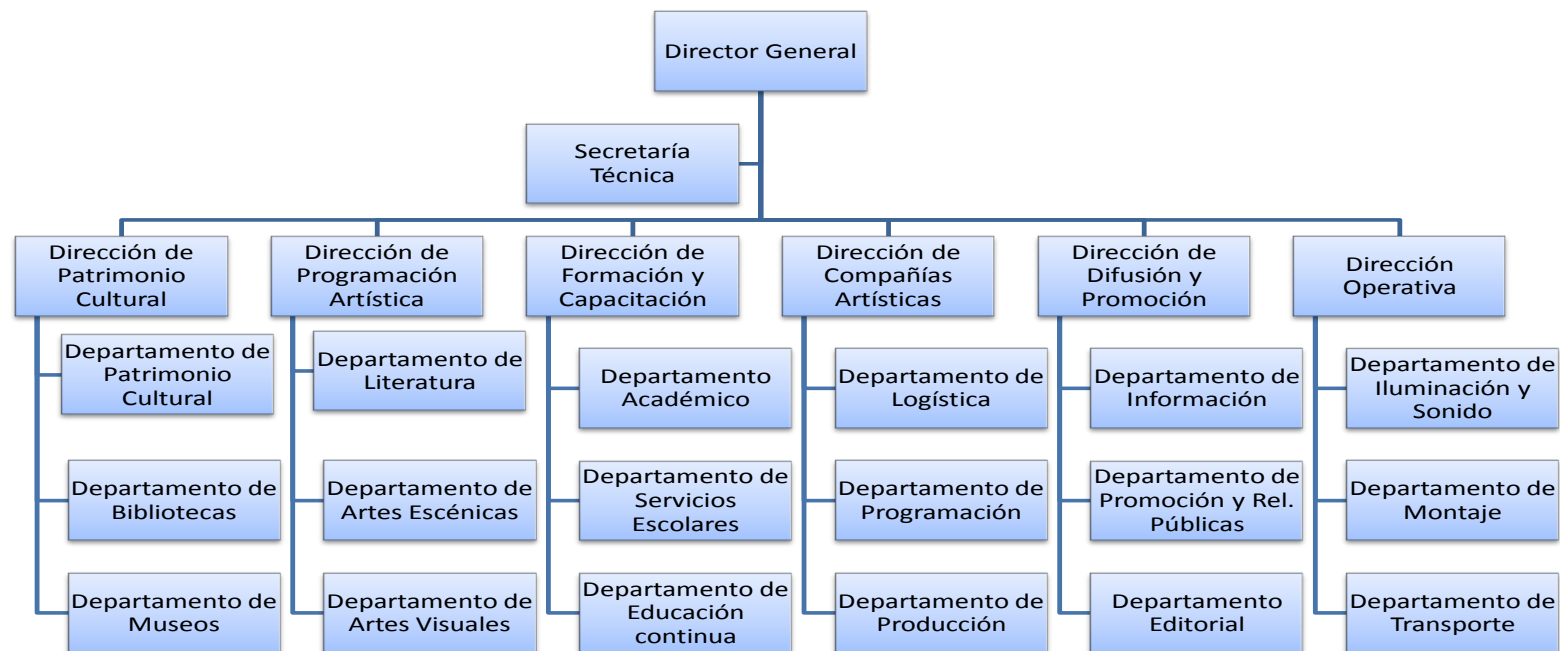 Director General
Secretaría
Técnica
Dirección de
Patrimonio
Cultural
Dirección de
Programación
Artística
Dirección de
Formación y
Capacitación
Dirección de
Compañías
Artísticas
Dirección de
Difusión y
Promoción
Dirección
Operativa
Departamento de
Patrimonio
Cultural
Departamento de
Literatura
Departamento
Académico
Departamento de
Logística
Departamento de
Información
Departamento de
Iluminación y
Sonido
Departamento de
Bibliotecas
Departamento de
Artes Escénicas
Departamento de
Servicios
Escolares
Departamento de
Programación
Departamento de
Promoción y Rel.
Públicas
Departamento de
Montaje
Departamento de
Museos
Departamento de
Artes Visuales
Departamento de
Educación
continua
Departamento de
Producción
Departamento
Editorial
Departamento de
Transporte